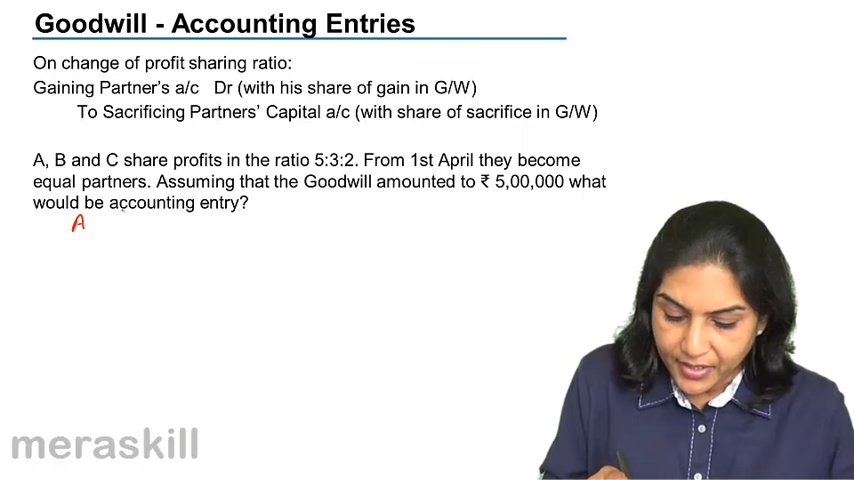 Goodwill - Accounting Entries
On change of profit sharing ratio:
Gaining Partner's a/c Dr (with his share of gain in G/W)
To Sacrificing Partners' Capital a/c (with share of sacrifice in G/W)
A, B and C share profits in the ratio 5:3:2. From 1st April they become
equal partners. Assuming that the Goodwill amounted to ₹ 5,00,000 what
would be accounting entry?
A
meraskill